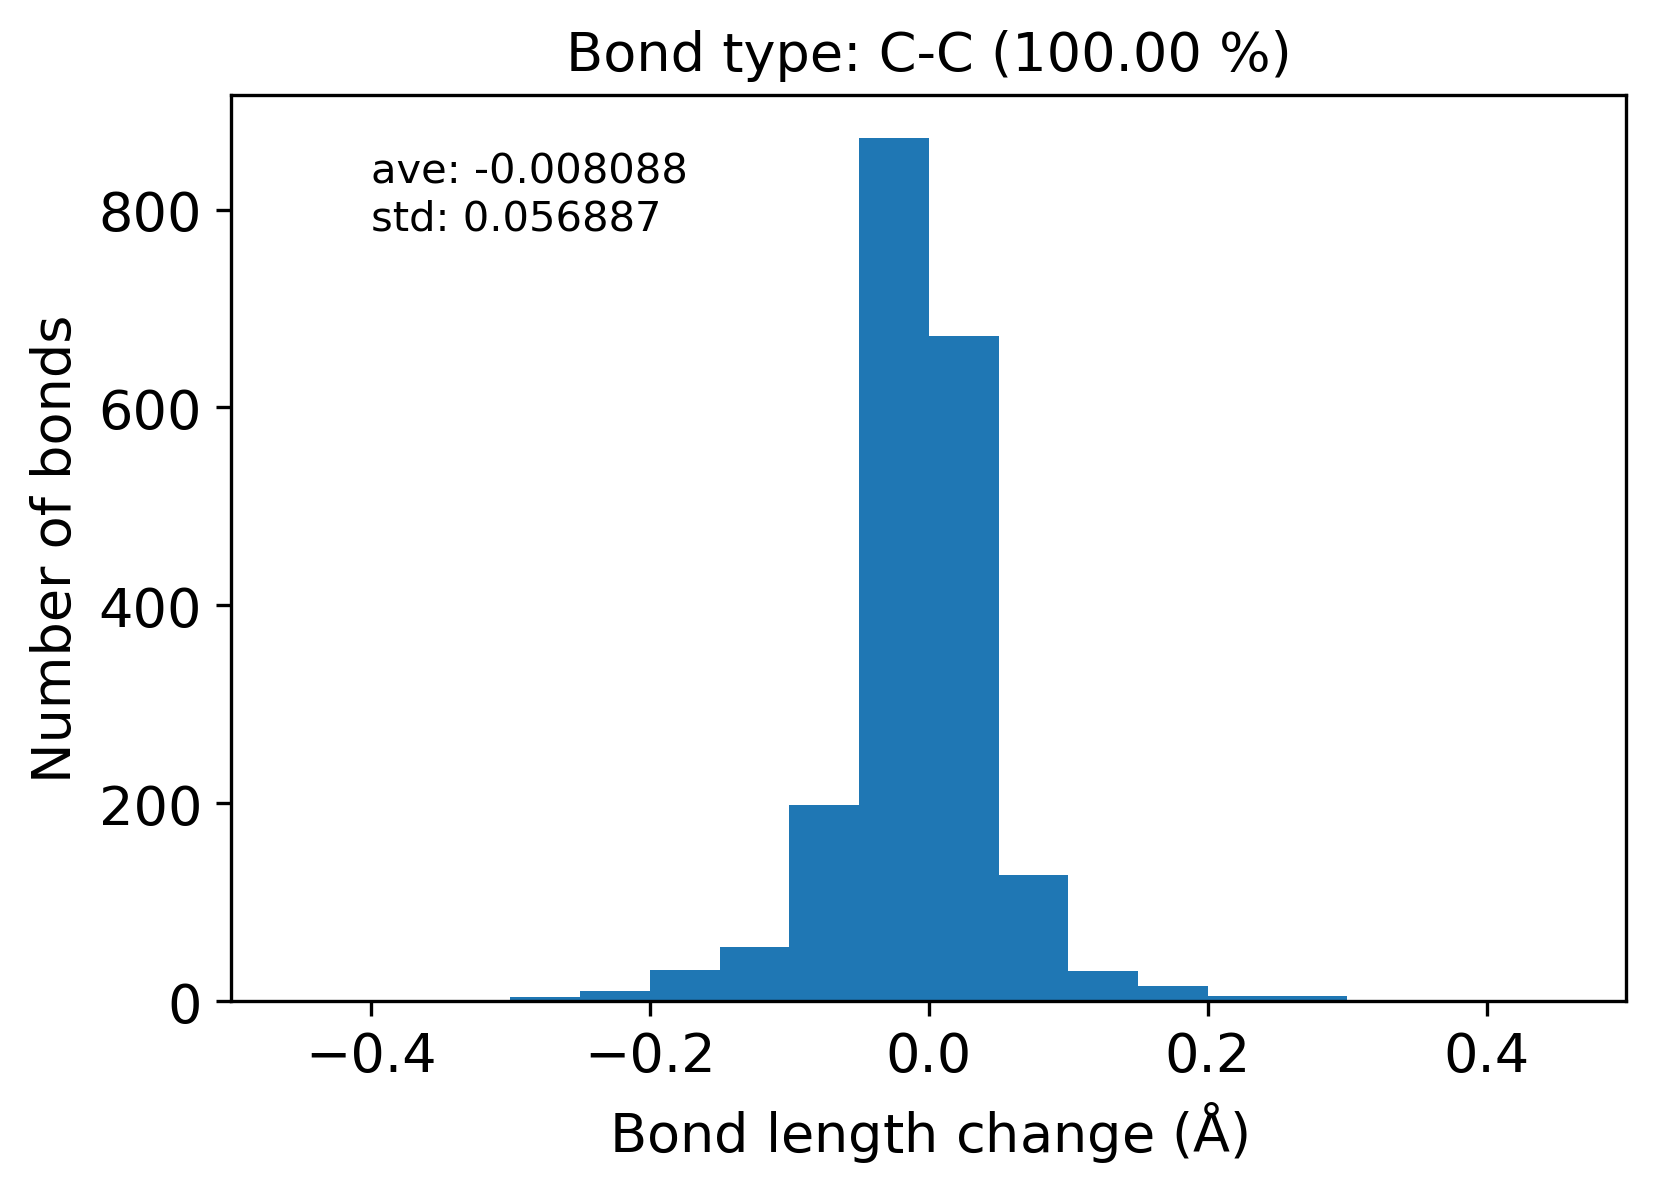 Bond type: C-C (100.00 %)
ave: -0.008088
std: 0.056887
Number of bonds
800
600
400
200
0
−0.4 −0.2 0.0 0.2 0.4
Bond length change (Å)